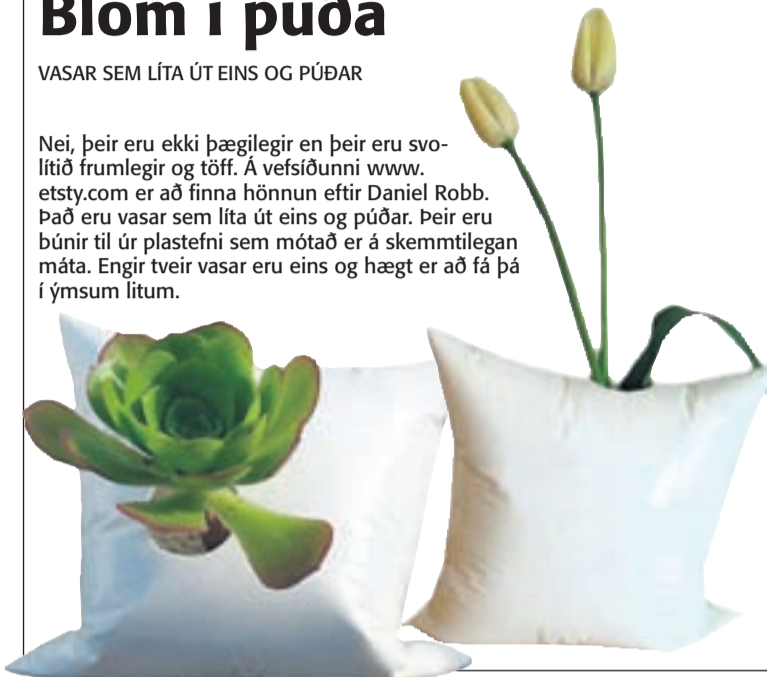 Blóm í púða
VASAR SEM LÍTA ÚT EINS OG PÚÐAR
Nei, þeir eru ekki þægilegir en þeir eru svo-
lítið frumlegir og töff. Á vefsíðunni www.
etsty.com er að finna hönnun eftir Daniel Robb.
Það eru vasar sem líta út eins og púðar. Þeir eru
búnir til úr plastefni sem mótað er á skemmtilegan
máta. Engir tveir vasar eru eins og hægt er að fá þá
í ýmsum litum.